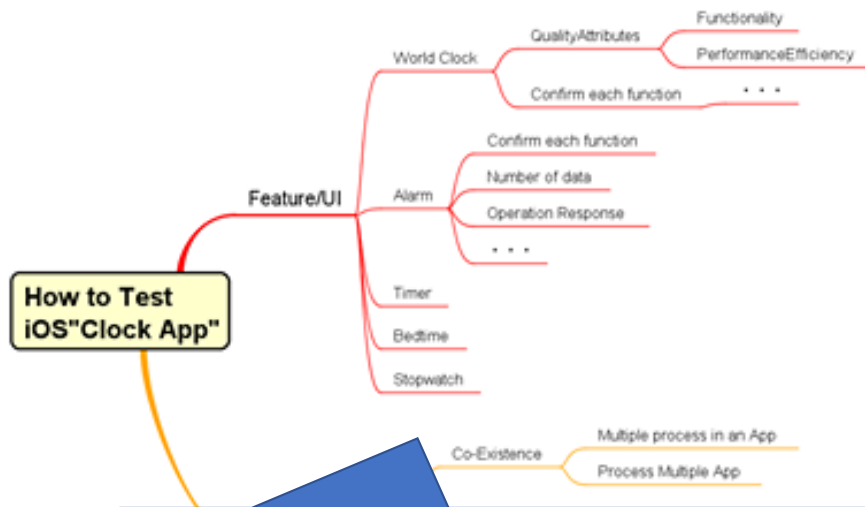 How to Test
iOS"Clock App"
Feature/UI
World Clock
QualityAttributes
Functionality
PerformanceEfficiency
Confirm each function
・・・
Alarm
Confirm each function
Number of data
Operation Response
・・・
Timer
Bedtime
Stopwatch
Co-Existence
Multiple process in an App
Process Multiple App